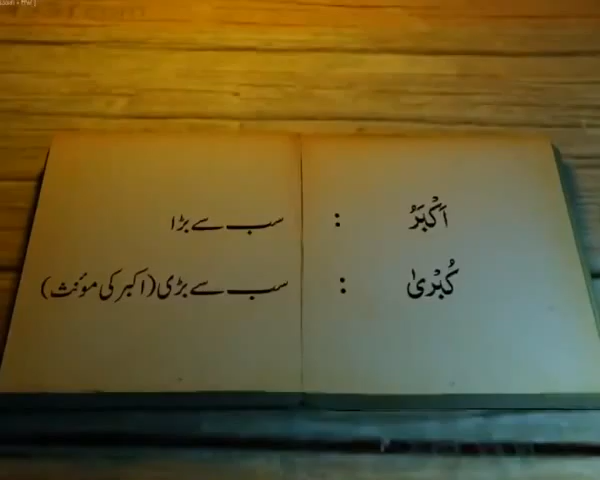 اَکْبَرُ : سب سے بڑا
کُبْریٰ : سب سے بڑی (اکبر کی مؤنث)